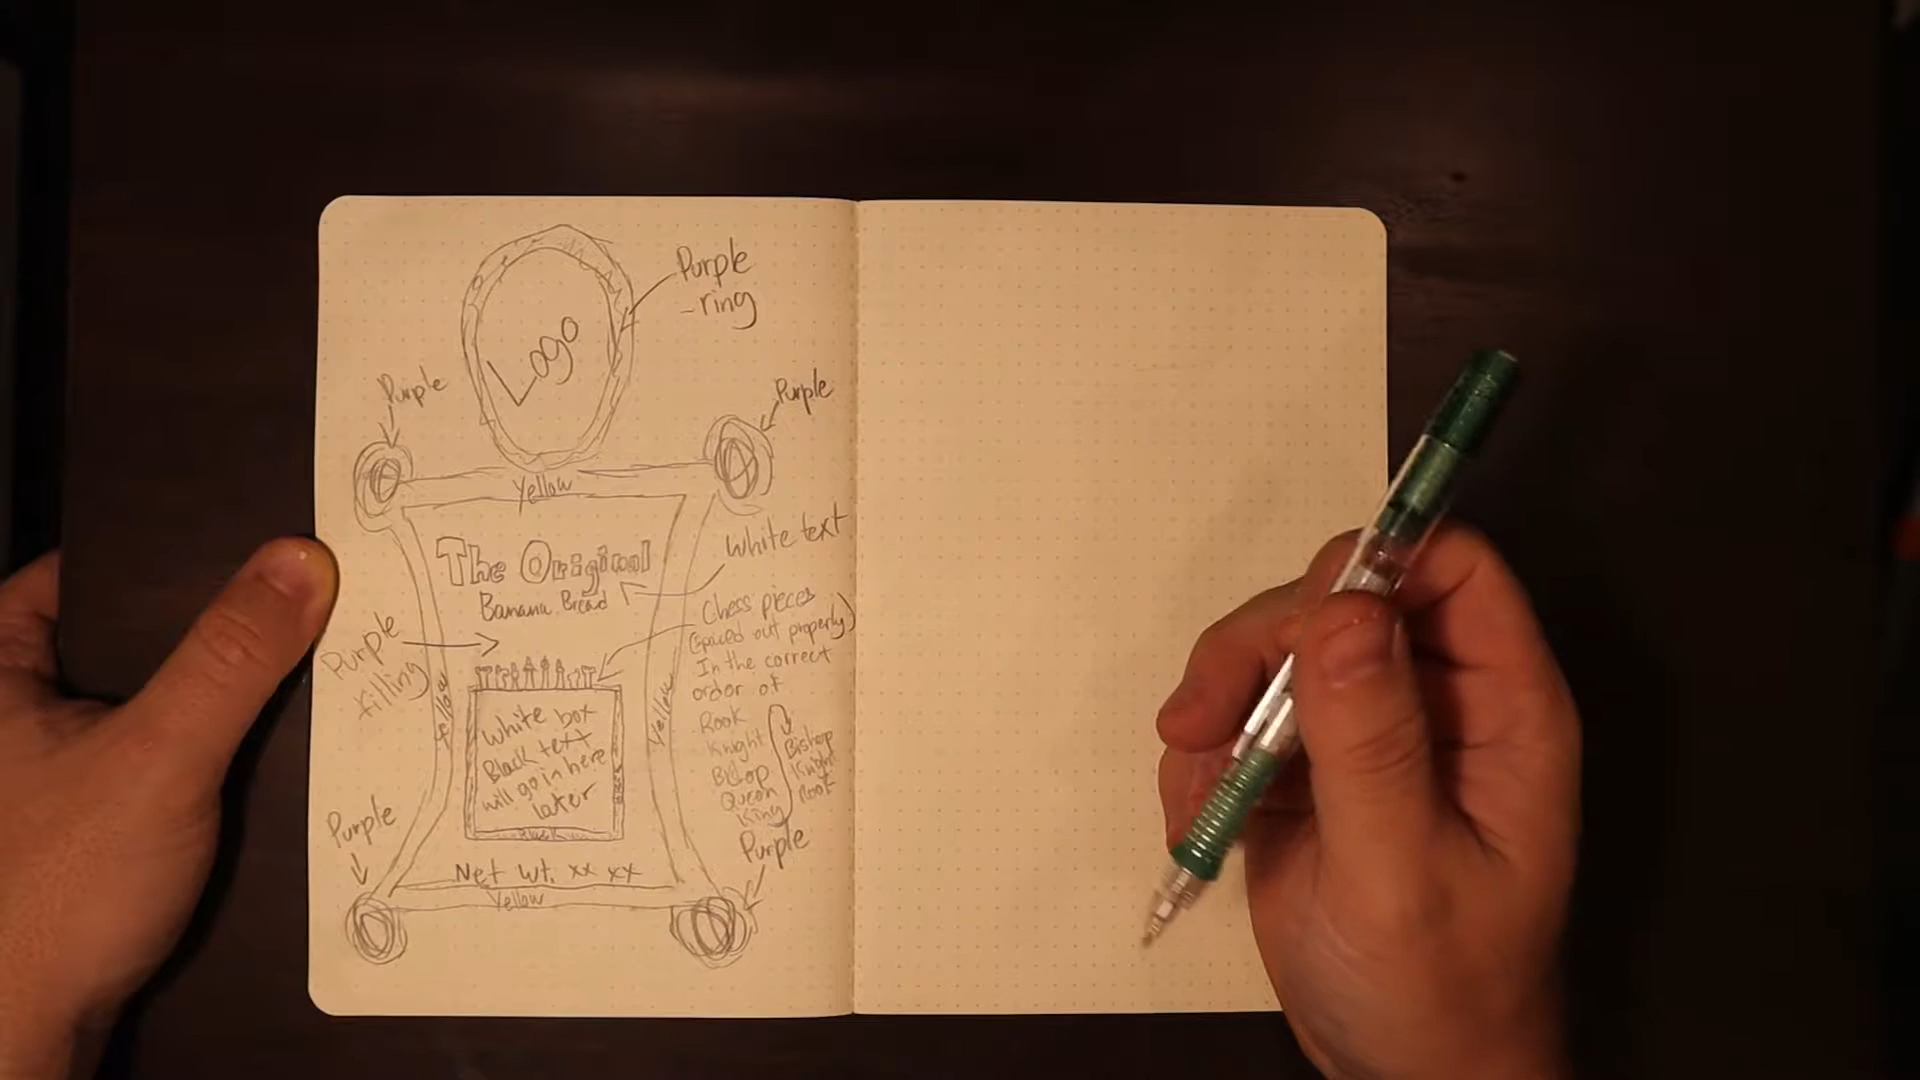 Purple
-ring
Logo
Purple
Purple
Yellow
White text
The Original
Banana Bread
Chess pieces
(spaced out properly)
In the correct
order of
Rook
Knight
Bishop
Queen
King
Bishop
Knight
Rook
Purple
filling
Yellow
Yellow
White box
Black text
will go in here
later
Black
Purple
Purple
Net wt. xx xx
Yellow